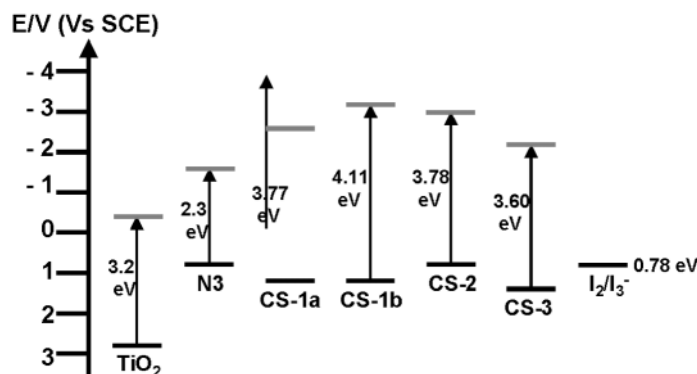 E/V (Vs SCE)
- 4
- 3
- 2
- 1
0
1
2
3
3.2
eV
TiO₂
2.3
eV
N3
3.77
eV
CS-1a
4.11
eV
CS-1b
3.78
eV
CS-2
3.60
eV
CS-3
0.78 eV
I₂/I₃⁻